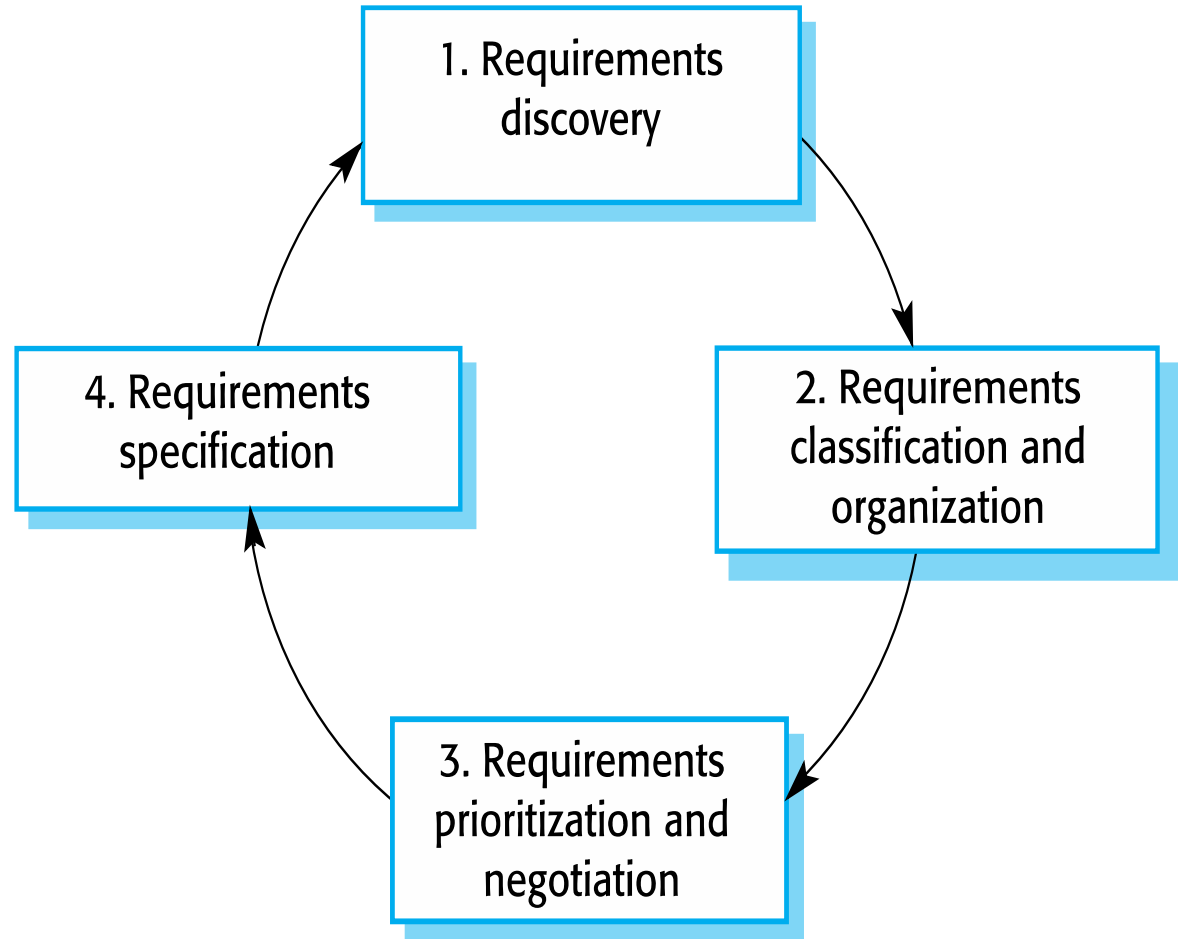 1. Requirements
discovery
2. Requirements
classification and
organization
3. Requirements
prioritization and
negotiation
4. Requirements
specification